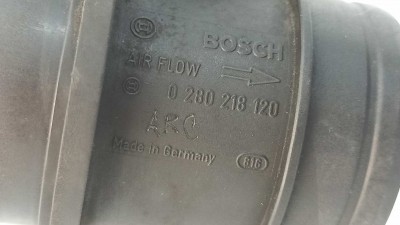 BOSCH
AIR FLOW
0 280 218 120
ARC
Made in Germany